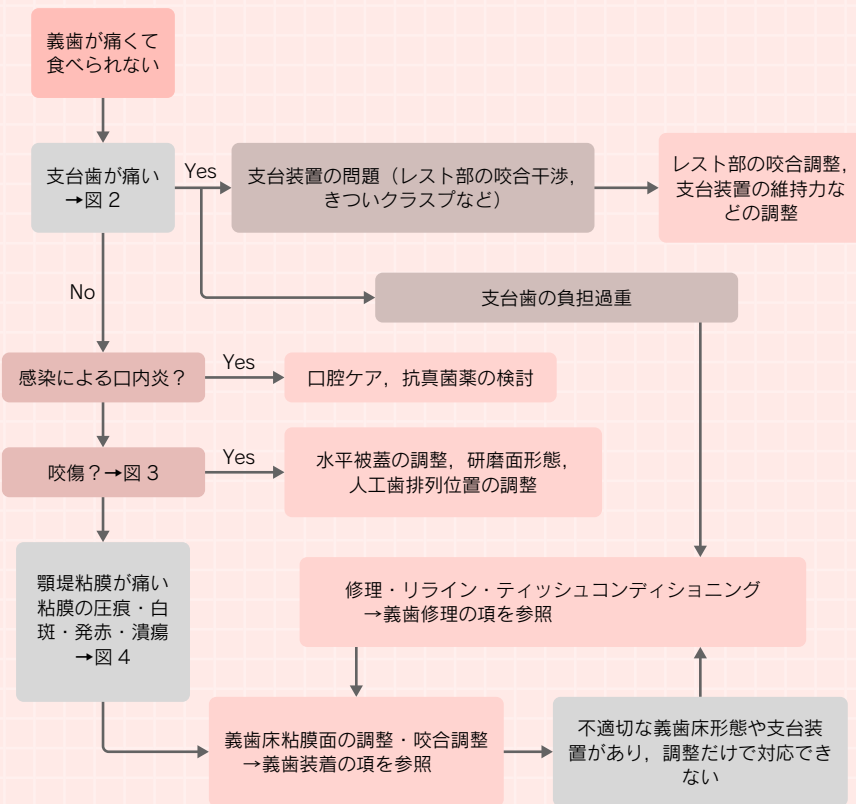 義歯が痛くて
食べられない
支台歯が痛い
→図 2
Yes
支台装置の問題（レスト部の咬合干渉，
きついクラスプなど）
レスト部の咬合調整，
支台装置の維持力な
どの調整
No
支台歯の負担過重
感染による口内炎？
Yes
口腔ケア，抗真菌薬の検討
咬傷？→図 3
Yes
水平被蓋の調整，研磨面形態，
人工歯排列位置の調整
顎堤粘膜が痛い
粘膜の圧痕・白
斑・発赤・潰瘍
→図 4
修理・リライン・ティッシュコンディショニング
→義歯修理の項を参照
義歯床粘膜面の調整・咬合調整
→義歯装着の項を参照
不適切な義歯床形態や支台装
置があり，調整だけで対応でき
ない